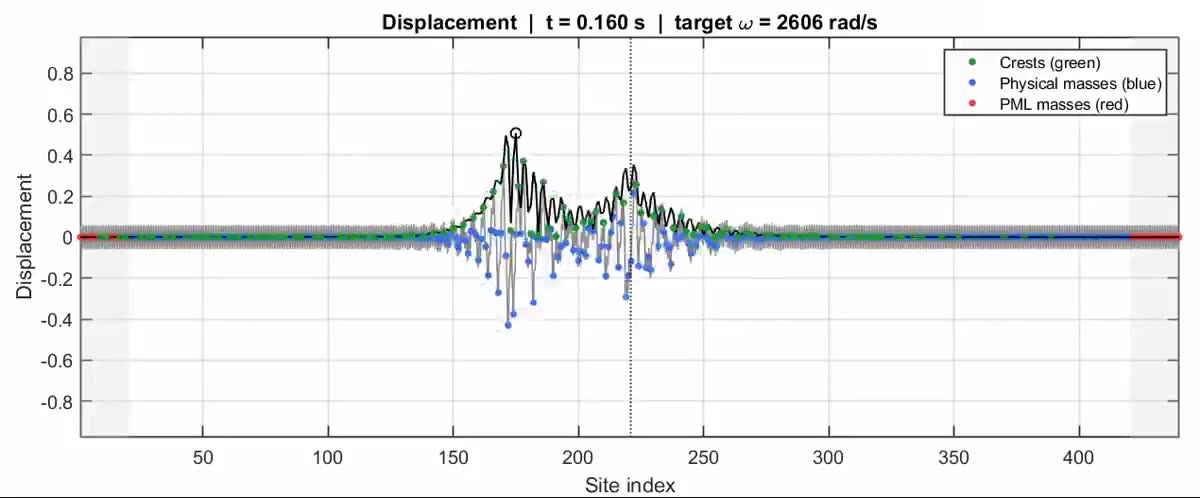 Displacement | t = 0.160 s | target ω = 2606 rad/s
Crests (green)
Physical masses (blue)
PML masses (red)
Displacement
0.8
0.6
0.4
0.2
0
-0.2
-0.4
-0.6
-0.8
50 100 150 200 250 300 350 400
Site index